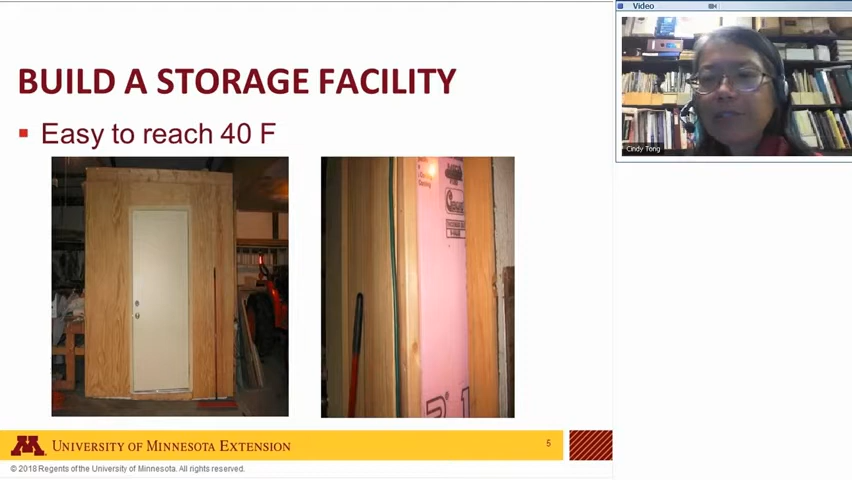 Video
BUILD A STORAGE FACILITY
Easy to reach 40 F
Cindy Tong
UNIVERSITY OF MINNESOTA EXTENSION
5
© 2018 Regents of the University of Minnesota. All rights reserved.